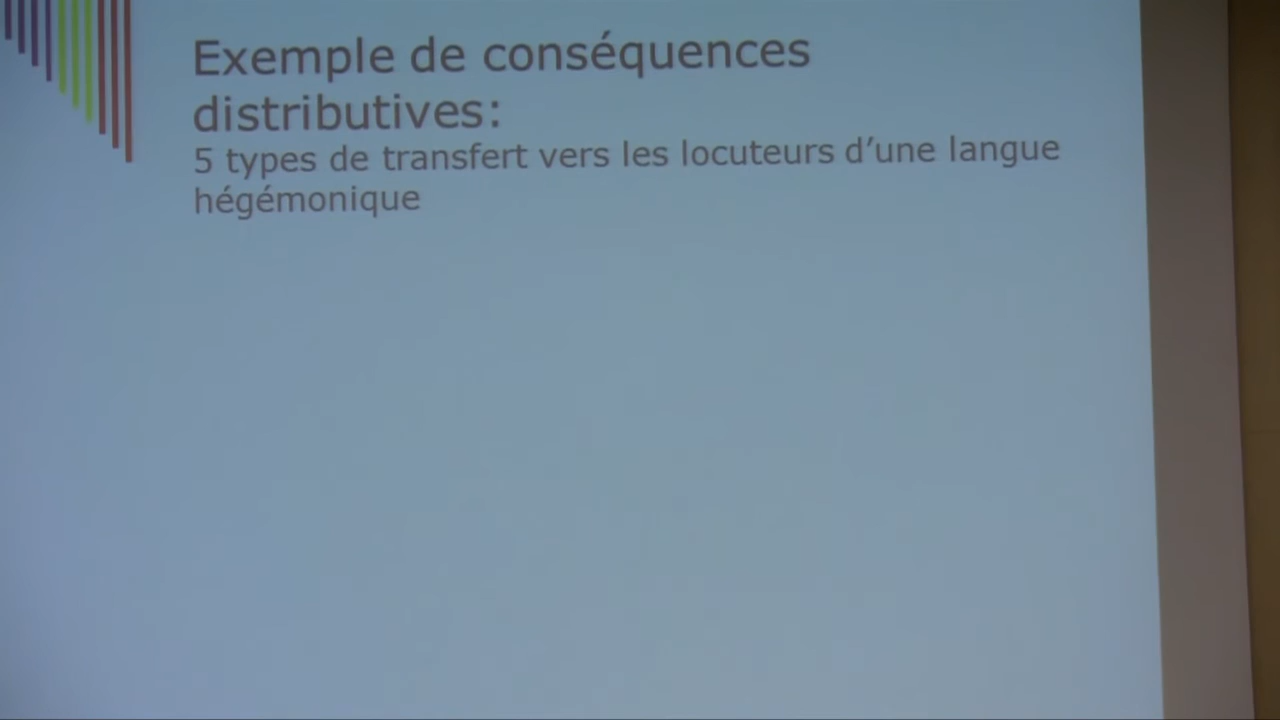 Exemple de conséquences
distributives:
5 types de transfert vers les locuteurs d’une langue
hégémonique